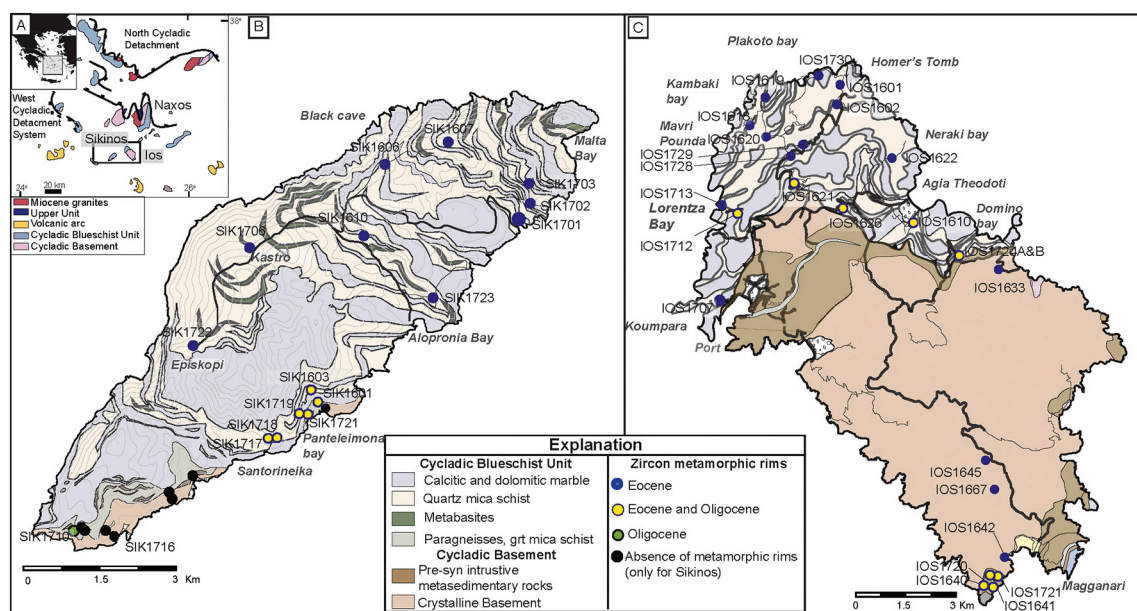 A
38°
North Cycladic
Detachment
West
Cycladic
Detasment
System
Naxos
Sikinos
Ios
24°
20 km
26°
Miocene granites
Upper Unit
Volcanic arc
Cycladic Blueschist Unit
Cycladic Basement
B
Black cave
Malta
Bay
SIK1607
SIK1606
SIK1703
SIK1702
SIK1701
SIK1610
SIK1706
Kastro
SIK1723
Alopronia Bay
SIK1722
Episkopi
SIK1603
SIK1601
SIK1719
SIK1721
SIK1718
SIK1717
Panteleimona
bay
Santorineika
SIK1710
SIK1716
0 1.5 3 Km
C
Plakoto bay
Homer's Tomb
IOS1730
IOS1619
IOS1601
Kambaki
bay
IOS1602
IOS1618
Mavri
Pounda
IOS1620
Neraki bay
IOS1729
IOS1728
IOS1622
Agia Theodoti
IOS1713
IOS1621
Lorentza
Bay
IOS1626
IOS1610
Domino
bay
IOS1712
IOS1724A&B
IOS1633
IOS1707
Koumpara
Port
IOS1645
IOS1667
IOS1642
IOS1720
IOS1640
IOS1721
IOS1641
Magganari
0 1.5 3 Km
Explanation
Cycladic Blueschist Unit
Calcitic and dolomitic marble
Quartz mica schist
Metabasites
Paragneisses, grt mica schist
Cycladic Basement
Pre-syn intrustive
metasedimentary rocks
Crystalline Basement
Zircon metamorphic rims
Eocene
Eocene and Oligocene
Oligocene
Absence of metamorphic rims
(only for Sikinos)